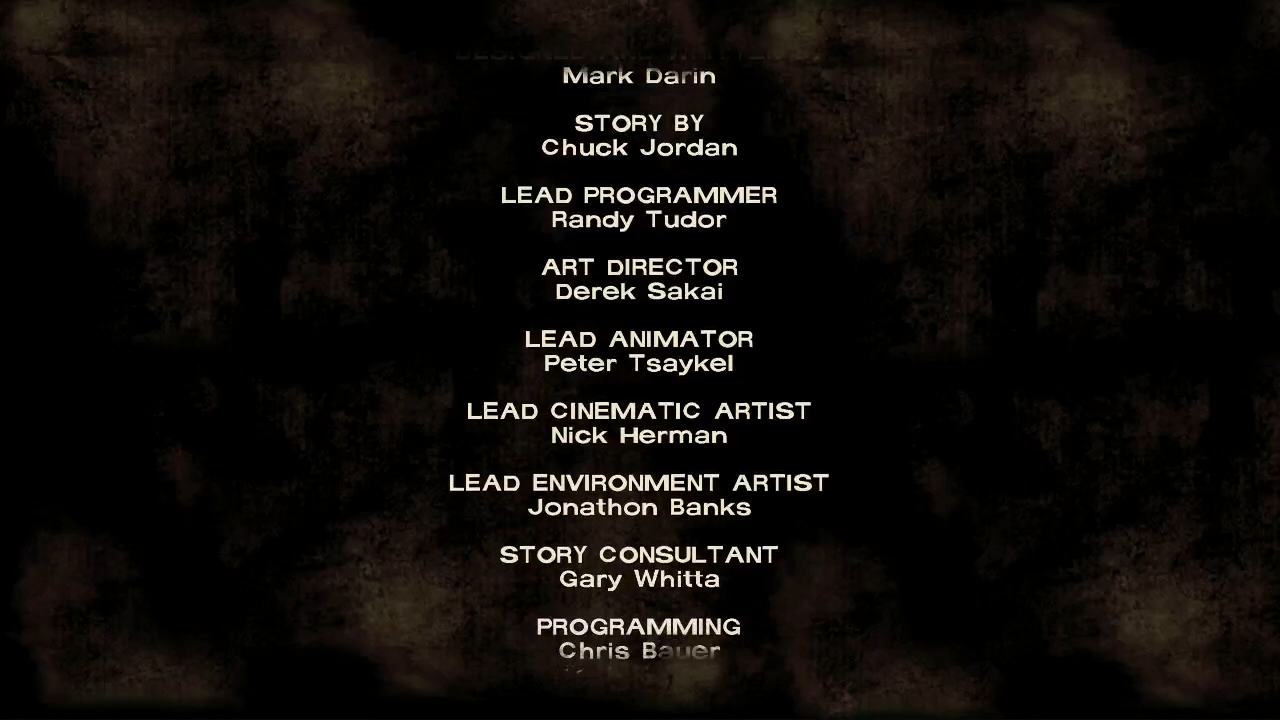 Mark Darin
STORY BY
Chuck Jordan
LEAD PROGRAMMER
Randy Tudor
ART DIRECTOR
Derek Sakai
LEAD ANIMATOR
Peter Tsaykel
LEAD CINEMATIC ARTIST
Nick Herman
LEAD ENVIRONMENT ARTIST
Jonathon Banks
STORY CONSULTANT
Gary Whitta
PROGRAMMING
Chris Bauer